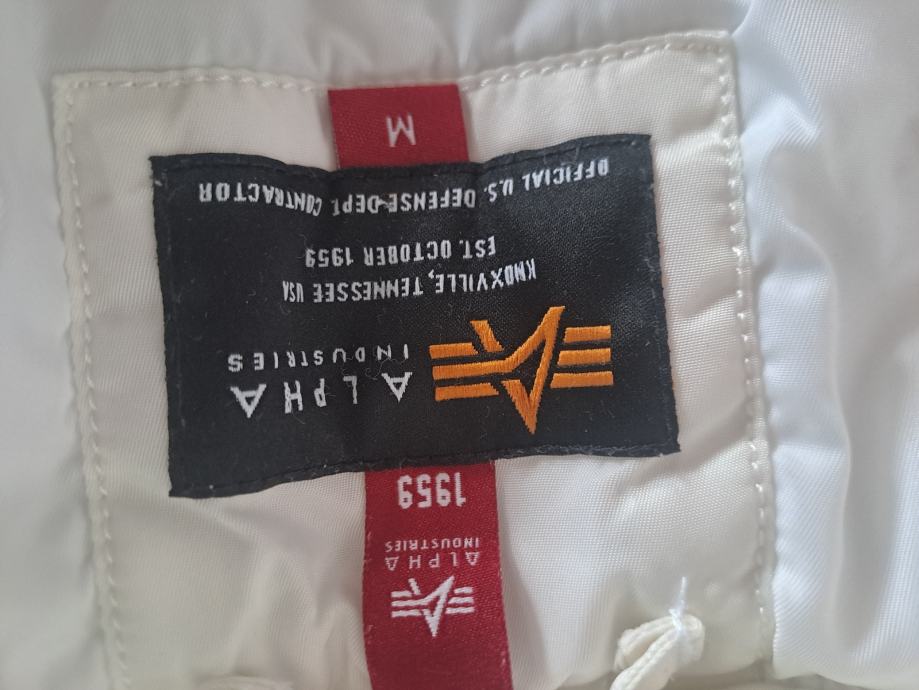 ALPHA
INDUSTRIES
1959
ALPHA
INDUSTRIES
KNOXVILLE, TENNESSEE USA
EST. OCTOBER 1959
OFFICIAL U.S. DEFENSE DEPT. CONTRACTOR
M